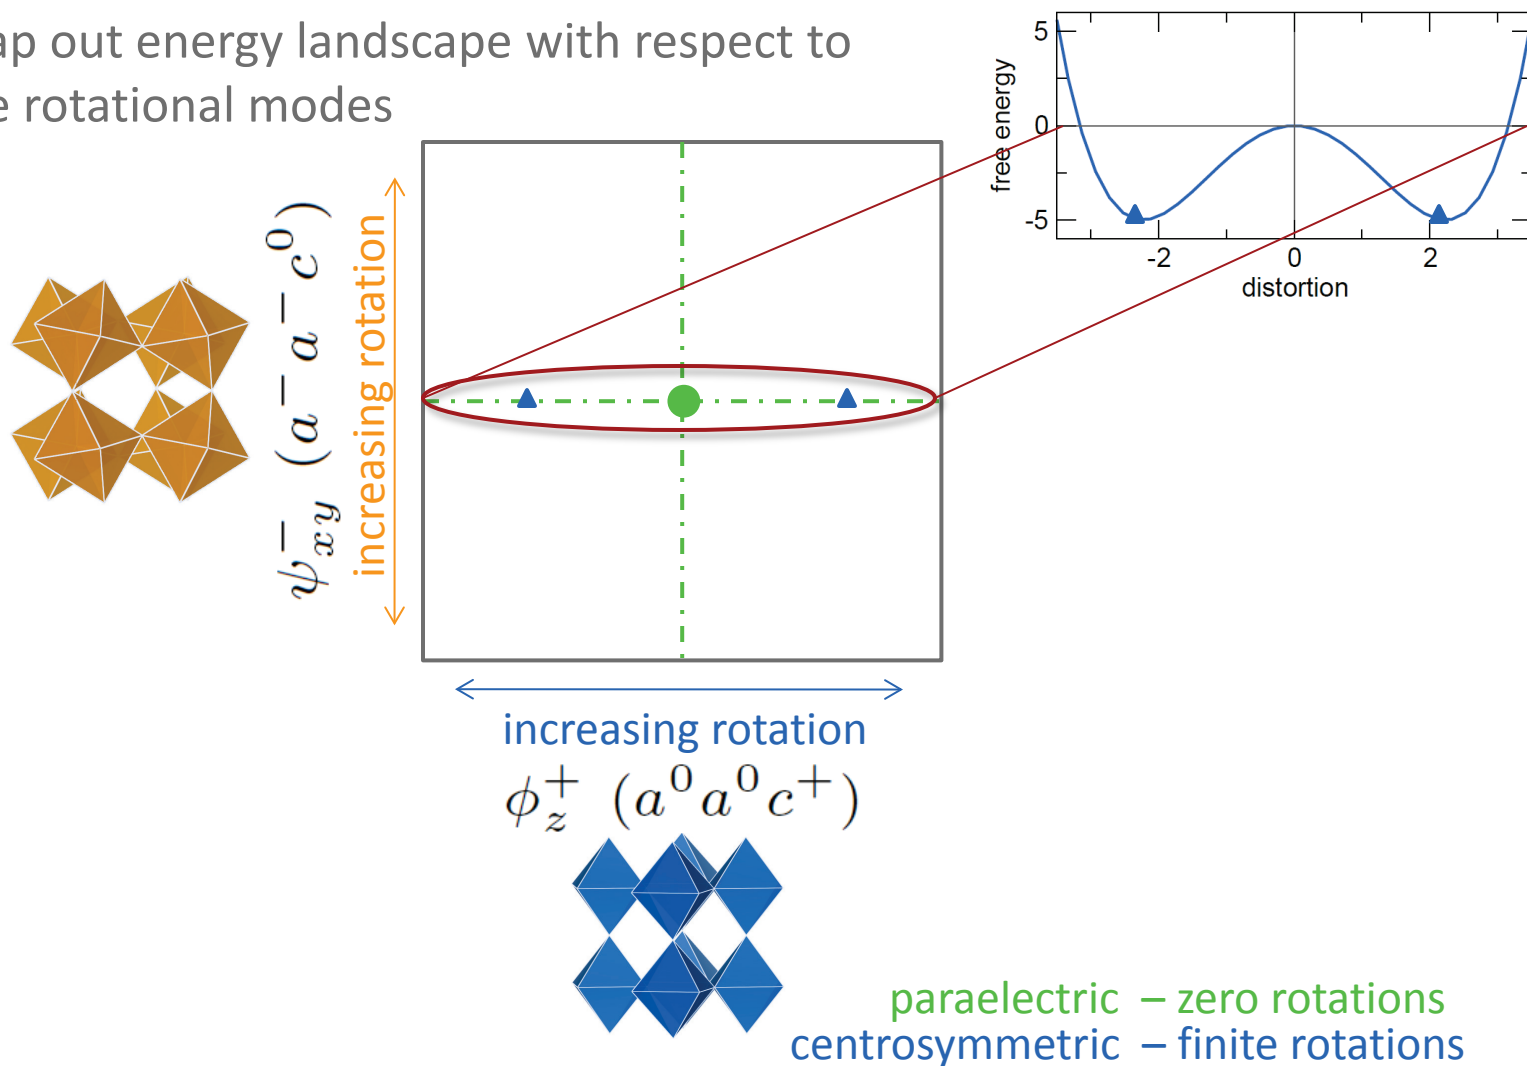 ap out energy landscape with respect to
e rotational modes
5
0
-5
free energy
-2 0 2
distortion
ψ⁻xy (a⁻a⁻c⁰)
increasing rotation
increasing rotation
ϕ⁺z (a⁰a⁰c⁺)
paraelectric – zero rotations
centrosymmetric – finite rotations